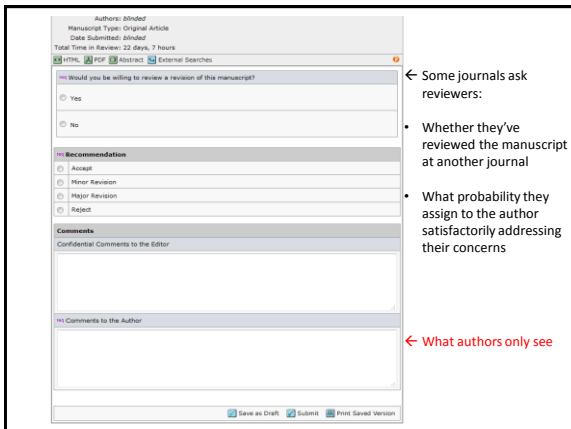 Authors: blinded
Manuscript Type: Original Article
Date Submitted: blinded
Total Time in Review: 22 days, 7 hours
HTML PDF Abstract External Searches
req Would you be willing to review a revision of this manuscript?
Yes
No
req Recommendation
Accept
Minor Revision
Major Revision
Reject
Comments
Confidential Comments to the Editor
req Comments to the Author
Save as Draft Submit Print Saved Version
← Some journals ask
reviewers:
• Whether they've
reviewed the manuscript
at another journal
• What probability they
assign to the author
satisfactorily addressing
their concerns
← What authors only see